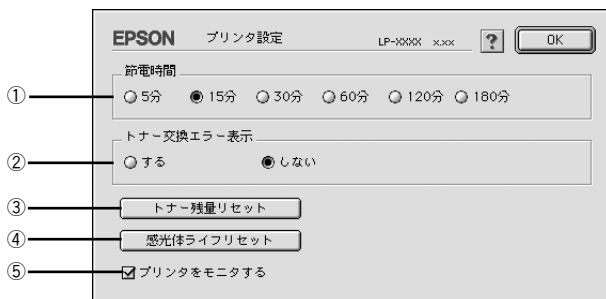 EPSON プリンタ設定 LP-XXXX x.xx ? OK
節電時間
① 5分 15分 30分 60分 120分 180分
トナー交換エラー表示
② する しない
③ トナー残量リセット
④ 感光体ライフリセット
⑤ プリンタをモニタする